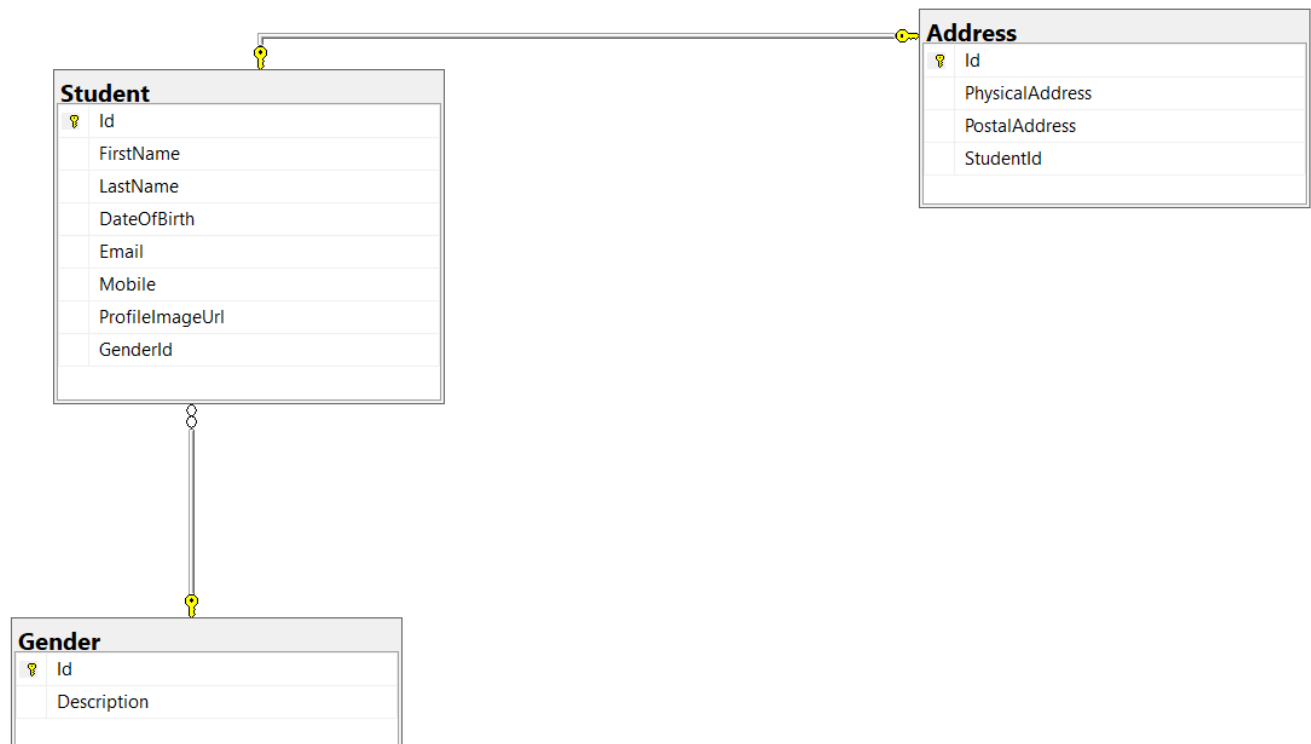 Student
Id
FirstName
LastName
DateOfBirth
Email
Mobile
ProfileImageUrl
GenderId
Address
Id
PhysicalAddress
PostalAddress
StudentId
Gender
Id
Description